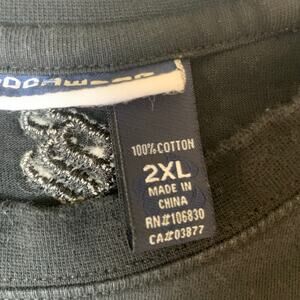 100% COTTON
2XL
MADE IN
CHINA
RN#106830
CA#03877